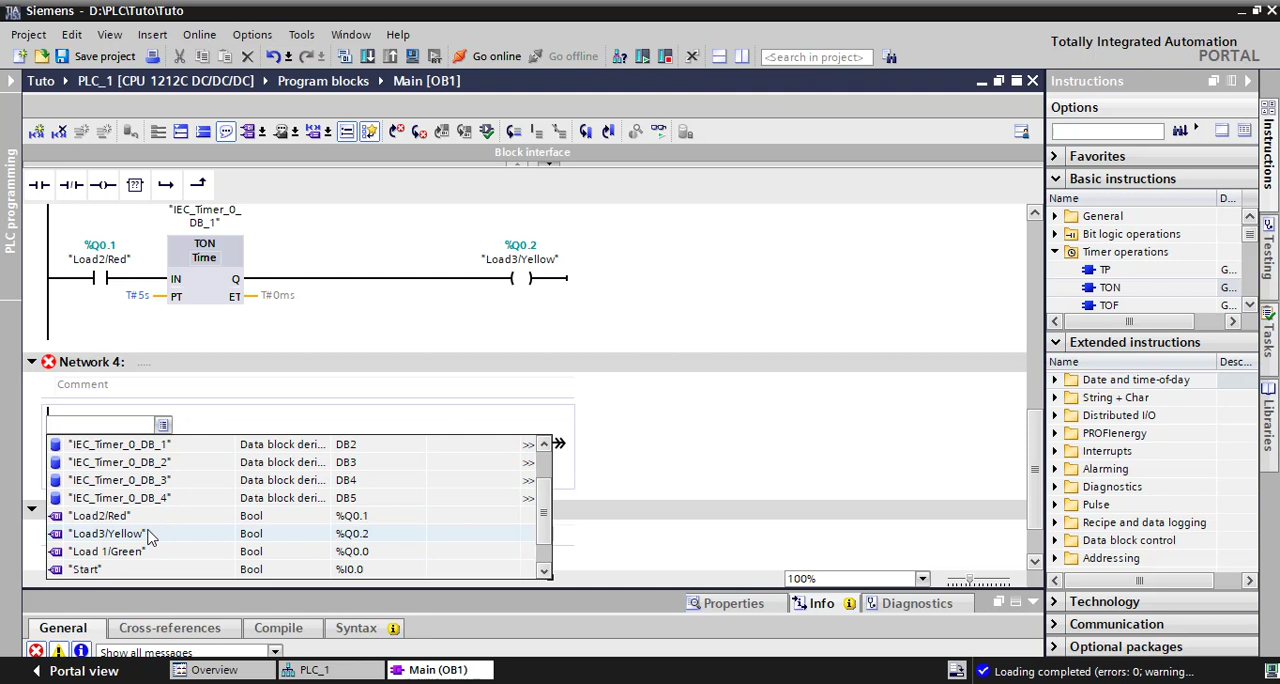 TIA
Siemens - D:\PLC\Tuto\Tuto
Project Edit View Insert Online Options Tools Window Help
Totally Integrated Automation
PORTAL
Save project
Go online
Go offline
<Search in project>
Tuto PLC_1 [CPU 1212C DC/DC/DC] Program blocks Main [OB1]
Instructions
Options
PLC programming
Block interface
Favorites
Basic instructions
Name D...
General
Bit logic operations
Timer operations
TP G...
TON G...
TOF G...
"IEC_Timer_0_
DB_1"
TON
Time
%Q0.1
"Load2/Red"
IN Q
T#5s PT ET T#0ms
%Q0.2
"Load3/Yellow"
Network 4: .....
Comment
"IEC_Timer_0_DB_1" Data block deri... DB2 >>
"IEC_Timer_0_DB_2" Data block deri... DB3 >>
"IEC_Timer_0_DB_3" Data block deri... DB4 >>
"IEC_Timer_0_DB_4" Data block deri... DB5 >>
"Load2/Red" Bool %Q0.1
"Load3/Yellow" Bool %Q0.2
"Load 1/Green" Bool %Q0.0
"Start" Bool %I0.0
100%
Extended instructions
Name Desc...
Date and time-of-day
String + Char
Distributed I/O
PROFIenergy
Interrupts
Alarming
Diagnostics
Pulse
Recipe and data logging
Data block control
Addressing
Technology
Communication
Optional packages
Instructions
Testing
Tasks
Libraries
Properties Info Diagnostics
General Cross-references Compile Syntax
Show all messages
Portal view Overview PLC_1 Main (OB1)
Loading completed (errors: 0; warning...